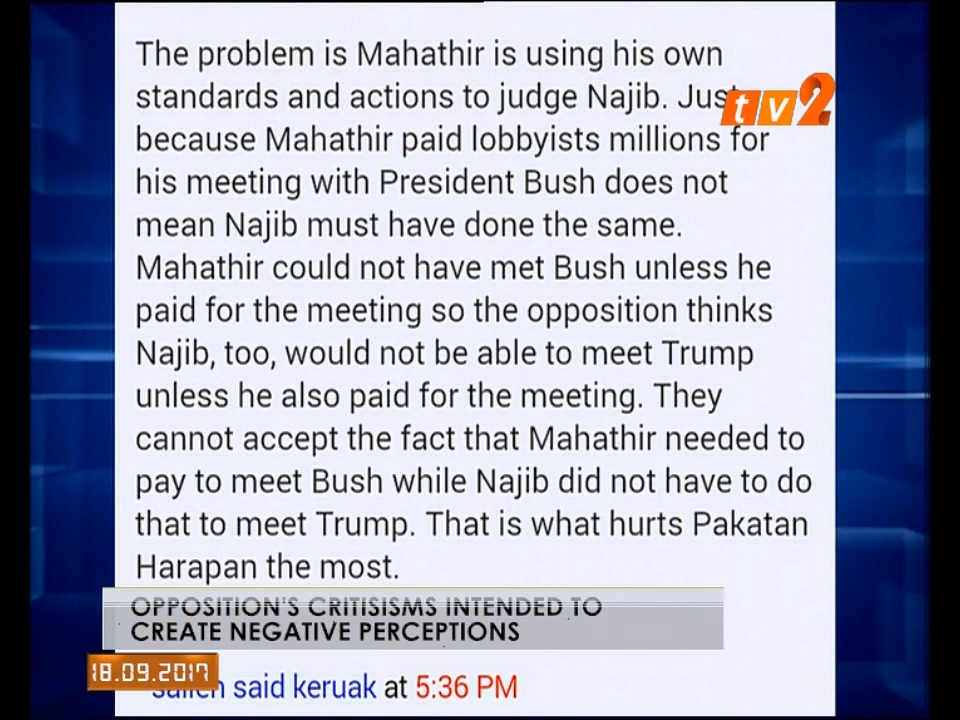 The problem is Mahathir is using his own
standards and actions to judge Najib. Just
because Mahathir paid lobbyists millions for
his meeting with President Bush does not
mean Najib must have done the same.
Mahathir could not have met Bush unless he
paid for the meeting so the opposition thinks
Najib, too, would not be able to meet Trump
unless he also paid for the meeting. They
cannot accept the fact that Mahathir needed to
pay to meet Bush while Najib did not have to do
that to meet Trump. That is what hurts Pakatan
Harapan the most.
tv2
OPPOSITION'S CRITISISMS INTENDED TO
CREATE NEGATIVE PERCEPTIONS
18.09.2017
salleh said keruak at 5:36 PM